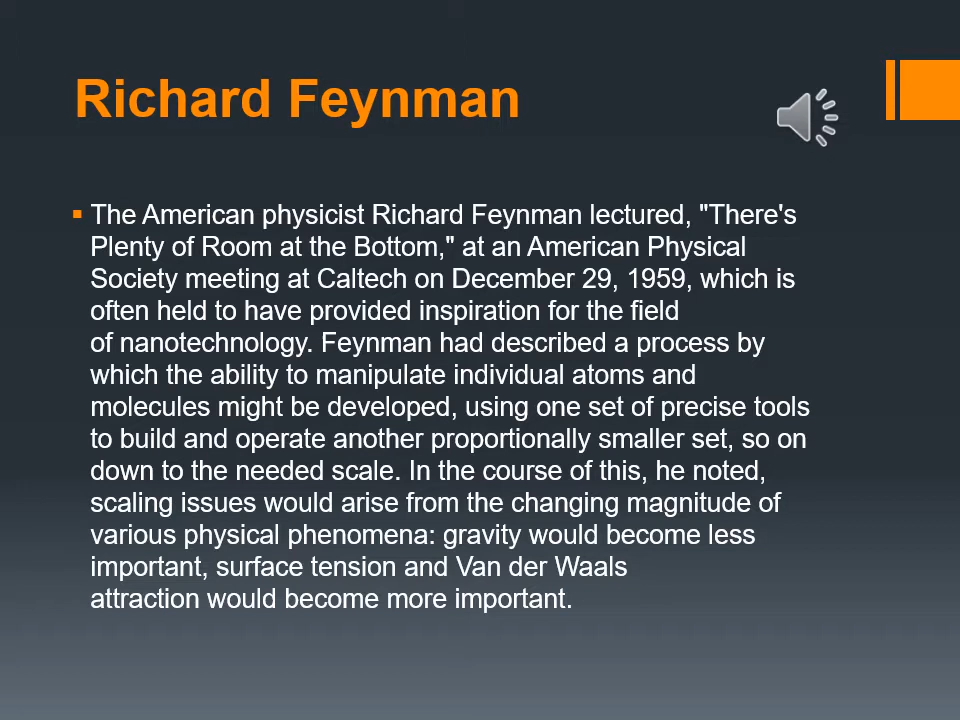 Richard Feynman
The American physicist Richard Feynman lectured, "There's
Plenty of Room at the Bottom," at an American Physical
Society meeting at Caltech on December 29, 1959, which is
often held to have provided inspiration for the field
of nanotechnology. Feynman had described a process by
which the ability to manipulate individual atoms and
molecules might be developed, using one set of precise tools
to build and operate another proportionally smaller set, so on
down to the needed scale. In the course of this, he noted,
scaling issues would arise from the changing magnitude of
various physical phenomena: gravity would become less
important, surface tension and Van der Waals
attraction would become more important.